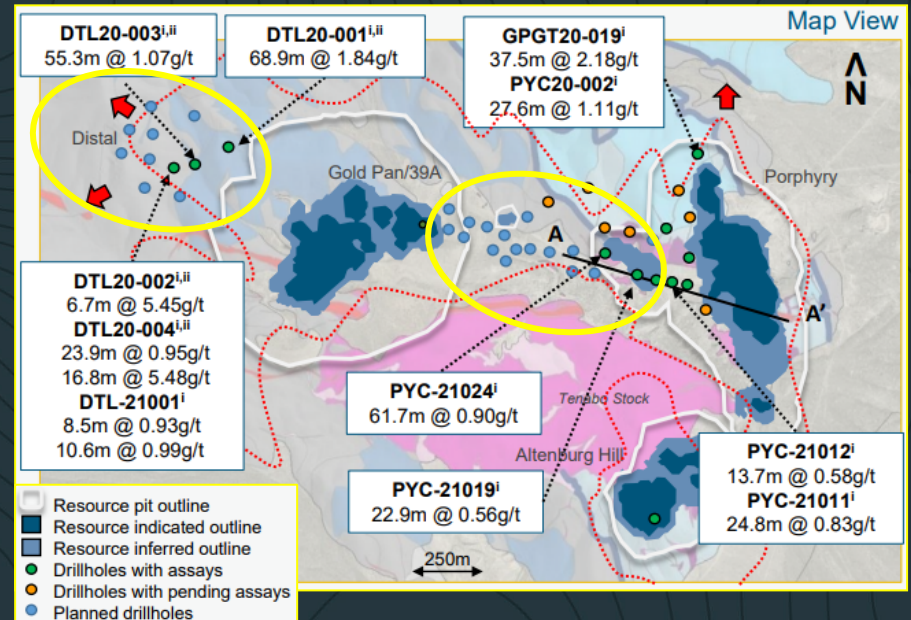 Map View
DTL20-003i,ii
55.3m @ 1.07g/t
DTL20-001i,ii
68.9m @ 1.84g/t
GPGT20-019i
37.5m @ 2.18g/t
PYC20-002i
27.6m @ 1.11g/t
N
Distal
Gold Pan/39A
Porphyry
A
A'
DTL20-002i,ii
6.7m @ 5.45g/t
DTL20-004i,ii
23.9m @ 0.95g/t
16.8m @ 5.48g/t
DTL-21001i
8.5m @ 0.93g/t
10.6m @ 0.99g/t
PYC-21024i
61.7m @ 0.90g/t
Tenabo Stock
Altenburg Hill
PYC-21019i
22.9m @ 0.56g/t
PYC-21012i
13.7m @ 0.58g/t
PYC-21011i
24.8m @ 0.83g/t
250m
Resource pit outline
Resource indicated outline
Resource inferred outline
Drillholes with assays
Drillholes with pending assays
Planned drillholes